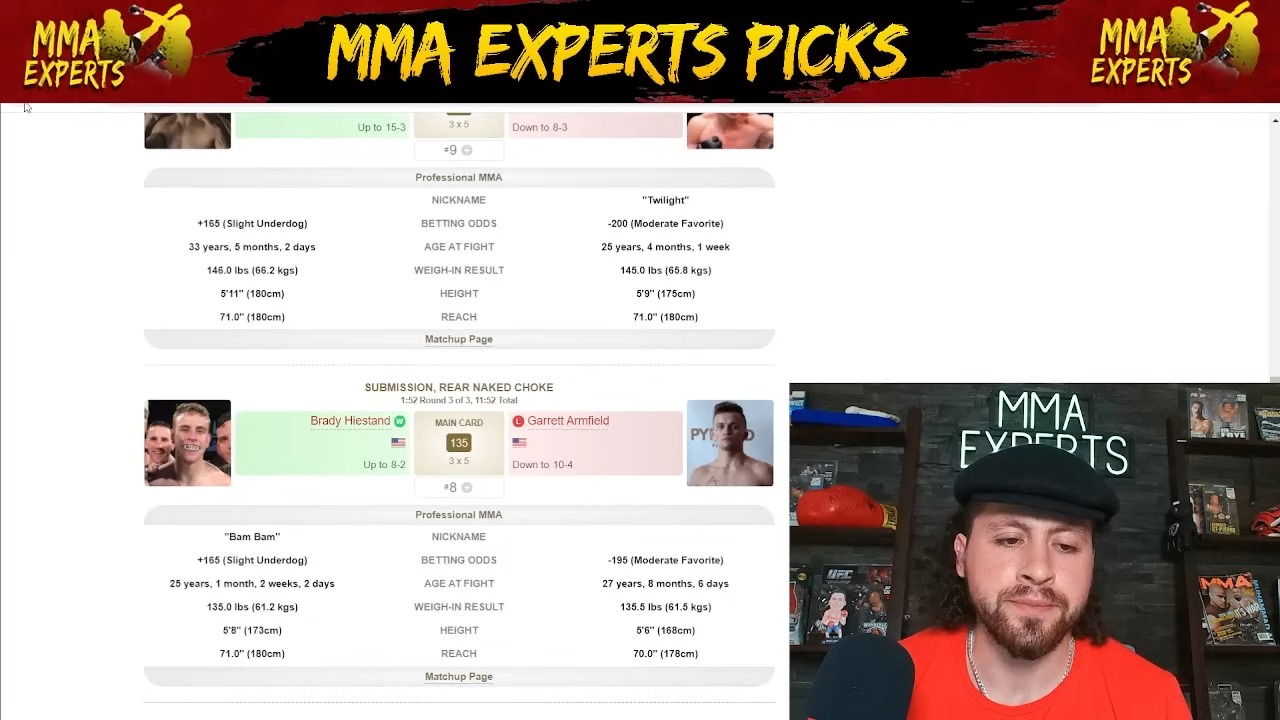 MMA EXPERTS
MMA EXPERTS PICKS
MMA EXPERTS
Up to 15-3
3 x 5
Down to 8-3
#9
Professional MMA
NICKNAME
"Twilight"
+165 (Slight Underdog)
BETTING ODDS
-200 (Moderate Favorite)
33 years, 5 months, 2 days
AGE AT FIGHT
25 years, 4 months, 1 week
146.0 lbs (66.2 kgs)
WEIGH-IN RESULT
145.0 lbs (65.8 kgs)
5'11" (180cm)
HEIGHT
5'9" (175cm)
71.0" (180cm)
REACH
71.0" (180cm)
Matchup Page
SUBMISSION, REAR NAKED CHOKE
1:52 Round 3 of 3, 11:52 Total
Brady Hiestand W
MAIN CARD
L Garrett Armfield
135
3 x 5
Up to 8-2
Down to 10-4
#8
Professional MMA
"Bam Bam"
NICKNAME
+165 (Slight Underdog)
BETTING ODDS
-195 (Moderate Favorite)
25 years, 1 month, 2 weeks, 2 days
AGE AT FIGHT
27 years, 8 months, 6 days
135.0 lbs (61.2 kgs)
WEIGH-IN RESULT
135.5 lbs (61.5 kgs)
5'8" (173cm)
HEIGHT
5'6" (168cm)
71.0" (180cm)
REACH
70.0" (178cm)
Matchup Page
MMA
EXPERTS
UFC
MMA